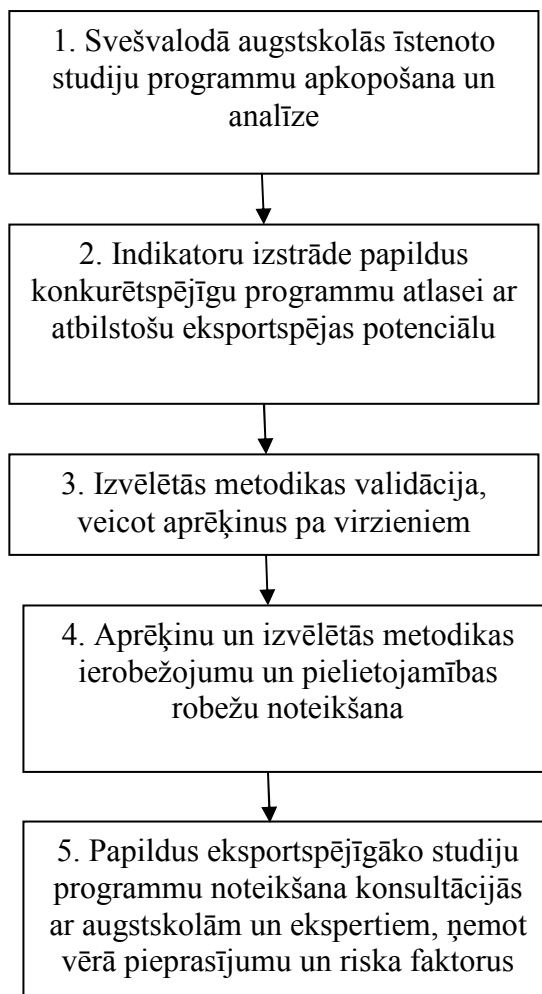 1. Svešvalodā augstskolās īstenoto
studiju programmu apkopošana un
analīze
2. Indikatoru izstrāde papildus
konkurētspējīgu programmu atlasei ar
atbilstošu eksportspējas potenciālu
3. Izvēlētās metodikas validācija,
veicot aprēķinus pa virzieniem
4. Aprēķinu un izvēlētās metodikas
ierobežojumu un pielietojamības
robežu noteikšana
5. Papildus eksportspējīgāko studiju
programmu noteikšana konsultācijās
ar augstskolām un ekspertiem, ņemot
vērā pieprasījumu un riska faktorus